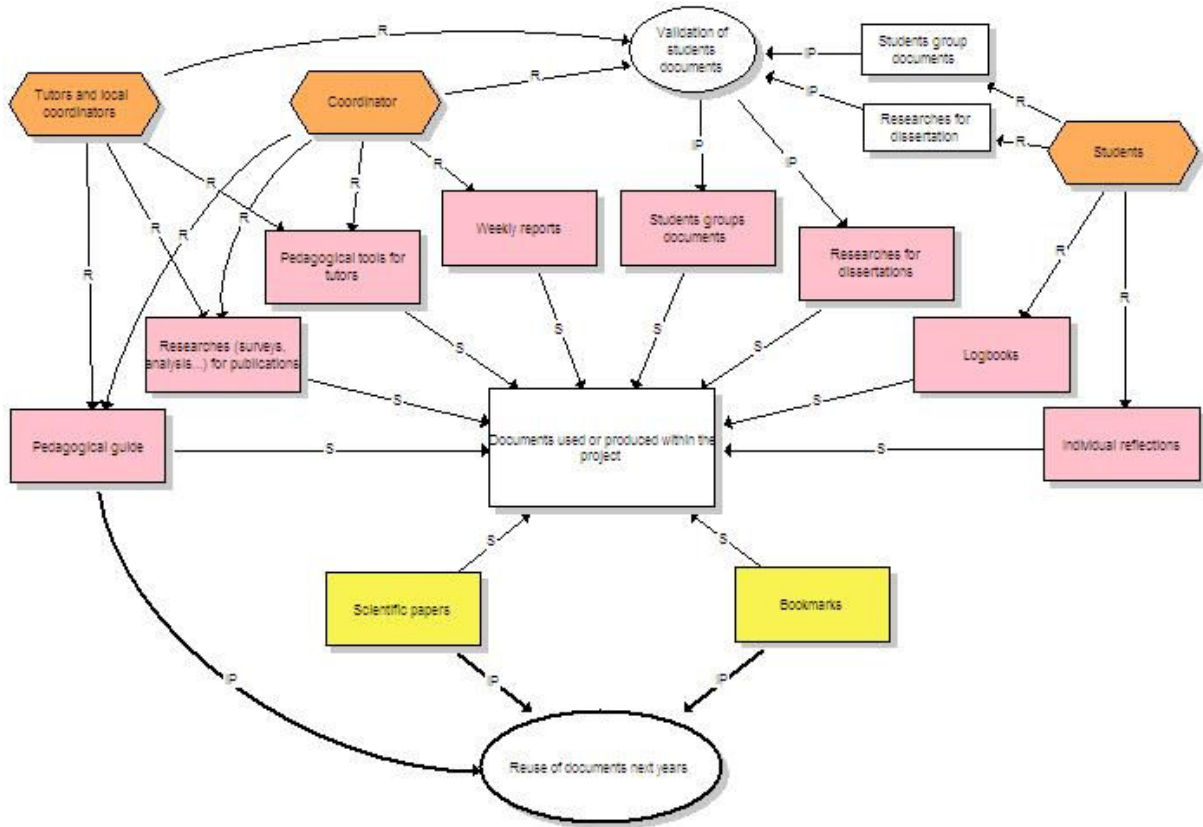 R
Validation of
students
documents
IP
Students group
documents
R
R
IP
Tutors and local
coordinators
Coordinator
Researches for
dissertation
R
R
Students
IP
IP
R
R
R
R
Weekly reports
Students groups
documents
R
R
Pedagogical tools for
tutors
Researches for
dissertations
R
R
R
R
S
S
S
S
Researches (surveys,
analysis...) for publications
Logbooks
S
S
Documents used or produced within the
project
Pedagogical guide
S
S
Individual reflections
S
S
Scientific papers
Bookmarks
IP
IP
IP
Reuse of documents next years